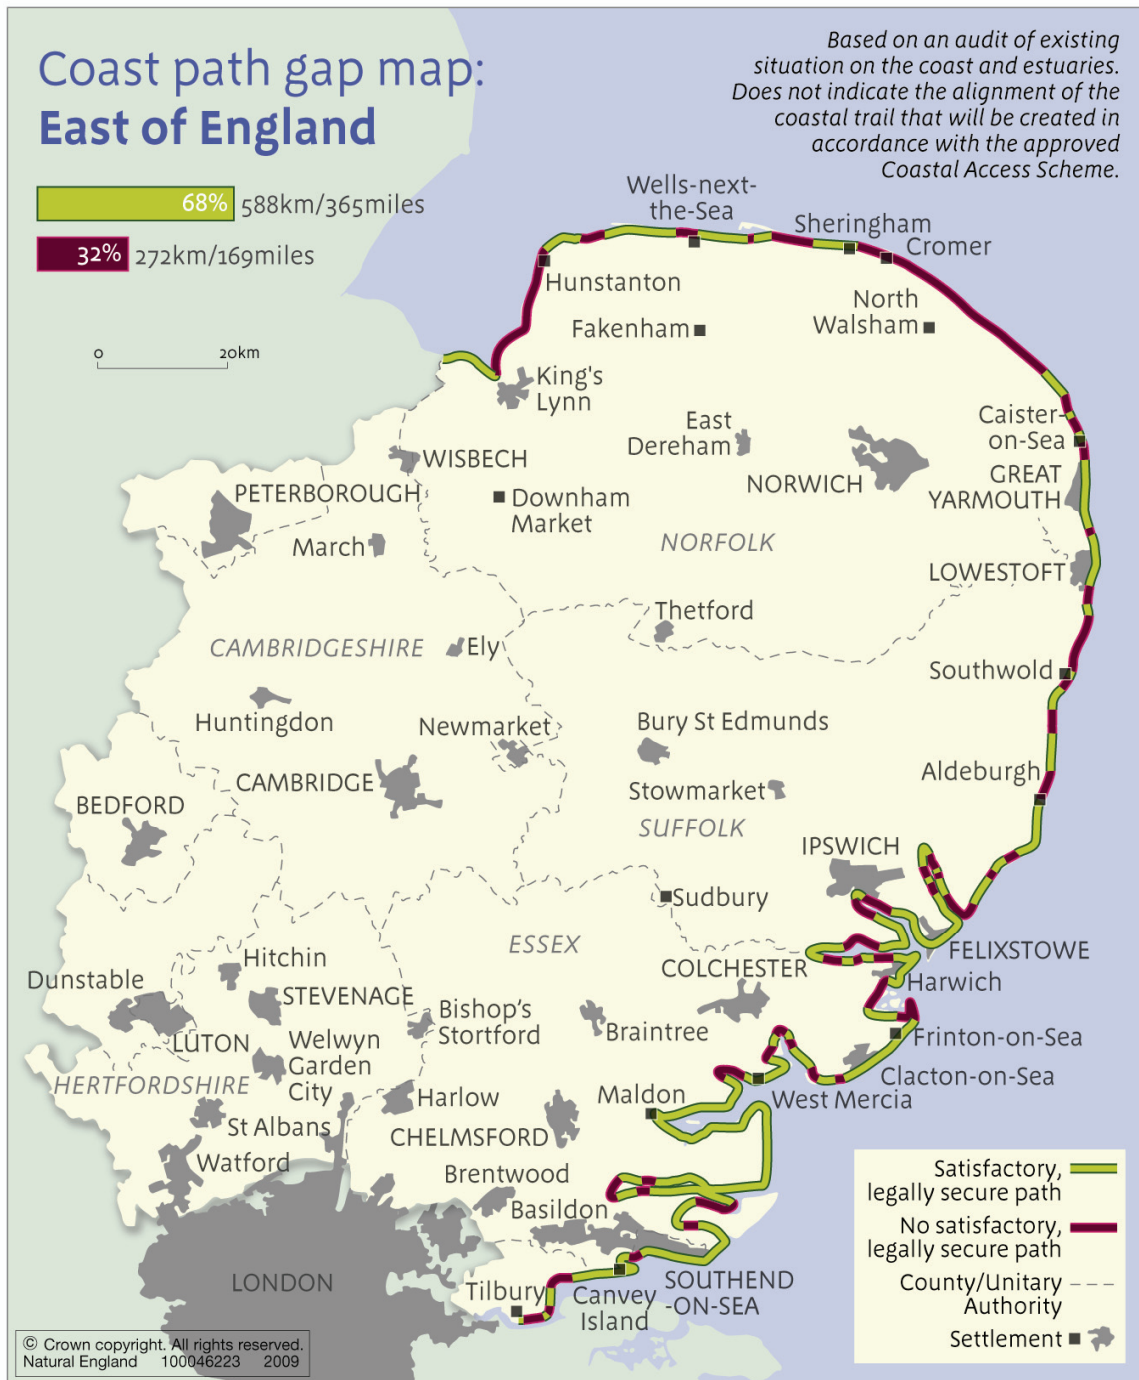 Coast path gap map:
East of England
68% 588km/365miles
32% 272km/169miles
0 20km
Based on an audit of existing
situation on the coast and estuaries.
Does not indicate the alignment of the
coastal trail that will be created in
accordance with the approved
Coastal Access Scheme.
Wells-next-
the-Sea
Sheringham
Cromer
Hunstanton
North
Walsham
Fakenham
King's
Lynn
Caister-
on-Sea
East
Dereham
WISBECH
GREAT
YARMOUTH
NORWICH
PETERBOROUGH
Downham
Market
March
NORFOLK
LOWESTOFT
Thetford
CAMBRIDGESHIRE
Ely
Southwold
Huntingdon
Newmarket
Bury St Edmunds
Aldeburgh
CAMBRIDGE
BEDFORD
Stowmarket
SUFFOLK
IPSWICH
Sudbury
ESSEX
FELIXSTOWE
Hitchin
COLCHESTER
Dunstable
Harwich
STEVENAGE
Bishop's
Stortford
Braintree
Frinton-on-Sea
LUTON
Welwyn
Garden
City
HERTFORDSHIRE
Clacton-on-Sea
Harlow
Maldon
West Mercia
St Albans
CHELMSFORD
Watford
Brentwood
Basildon
LONDON
Tilbury
Canvey
Island
SOUTHEND
-ON-SEA
Satisfactory,
legally secure path
No satisfactory,
legally secure path
County/Unitary
Authority
Settlement
© Crown copyright. All rights reserved.
Natural England 100046223 2009